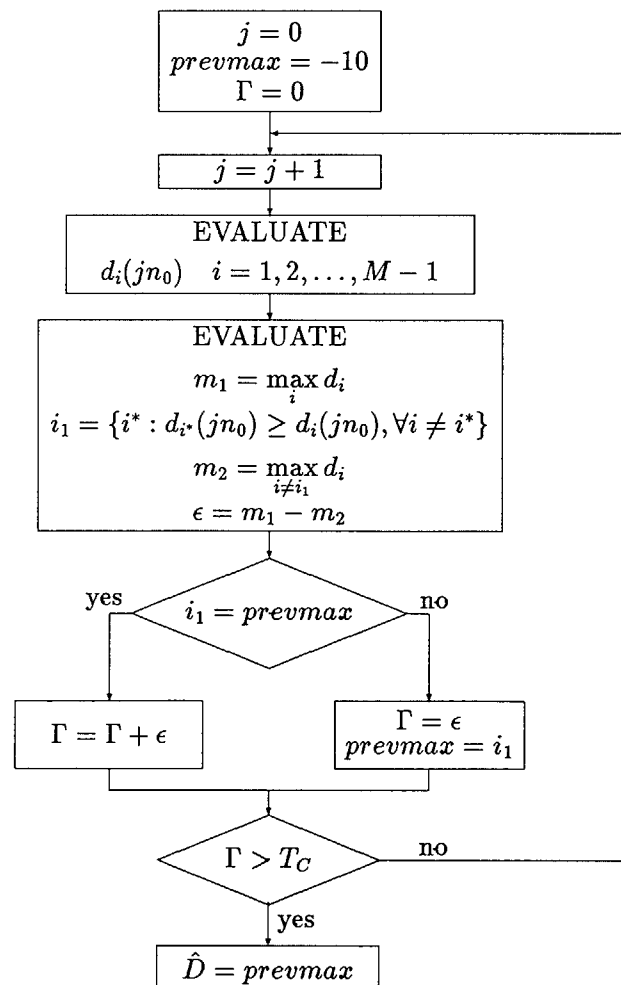 j = 0
prevmax = −10
Γ = 0
j = j + 1
EVALUATE
d_i(jn_0) i = 1, 2, . . . , M − 1
EVALUATE
m_1 = max_i d_i
i_1 = {i* : d_{i*}(jn_0) ≥ d_i(jn_0), ∀i ≠ i*}
m_2 = max_{i≠i_1} d_i
ϵ = m_1 − m_2
yes
i_1 = prevmax
no
Γ = Γ + ϵ
Γ = ϵ
prevmax = i_1
Γ > T_C
no
yes
D̂ = prevmax